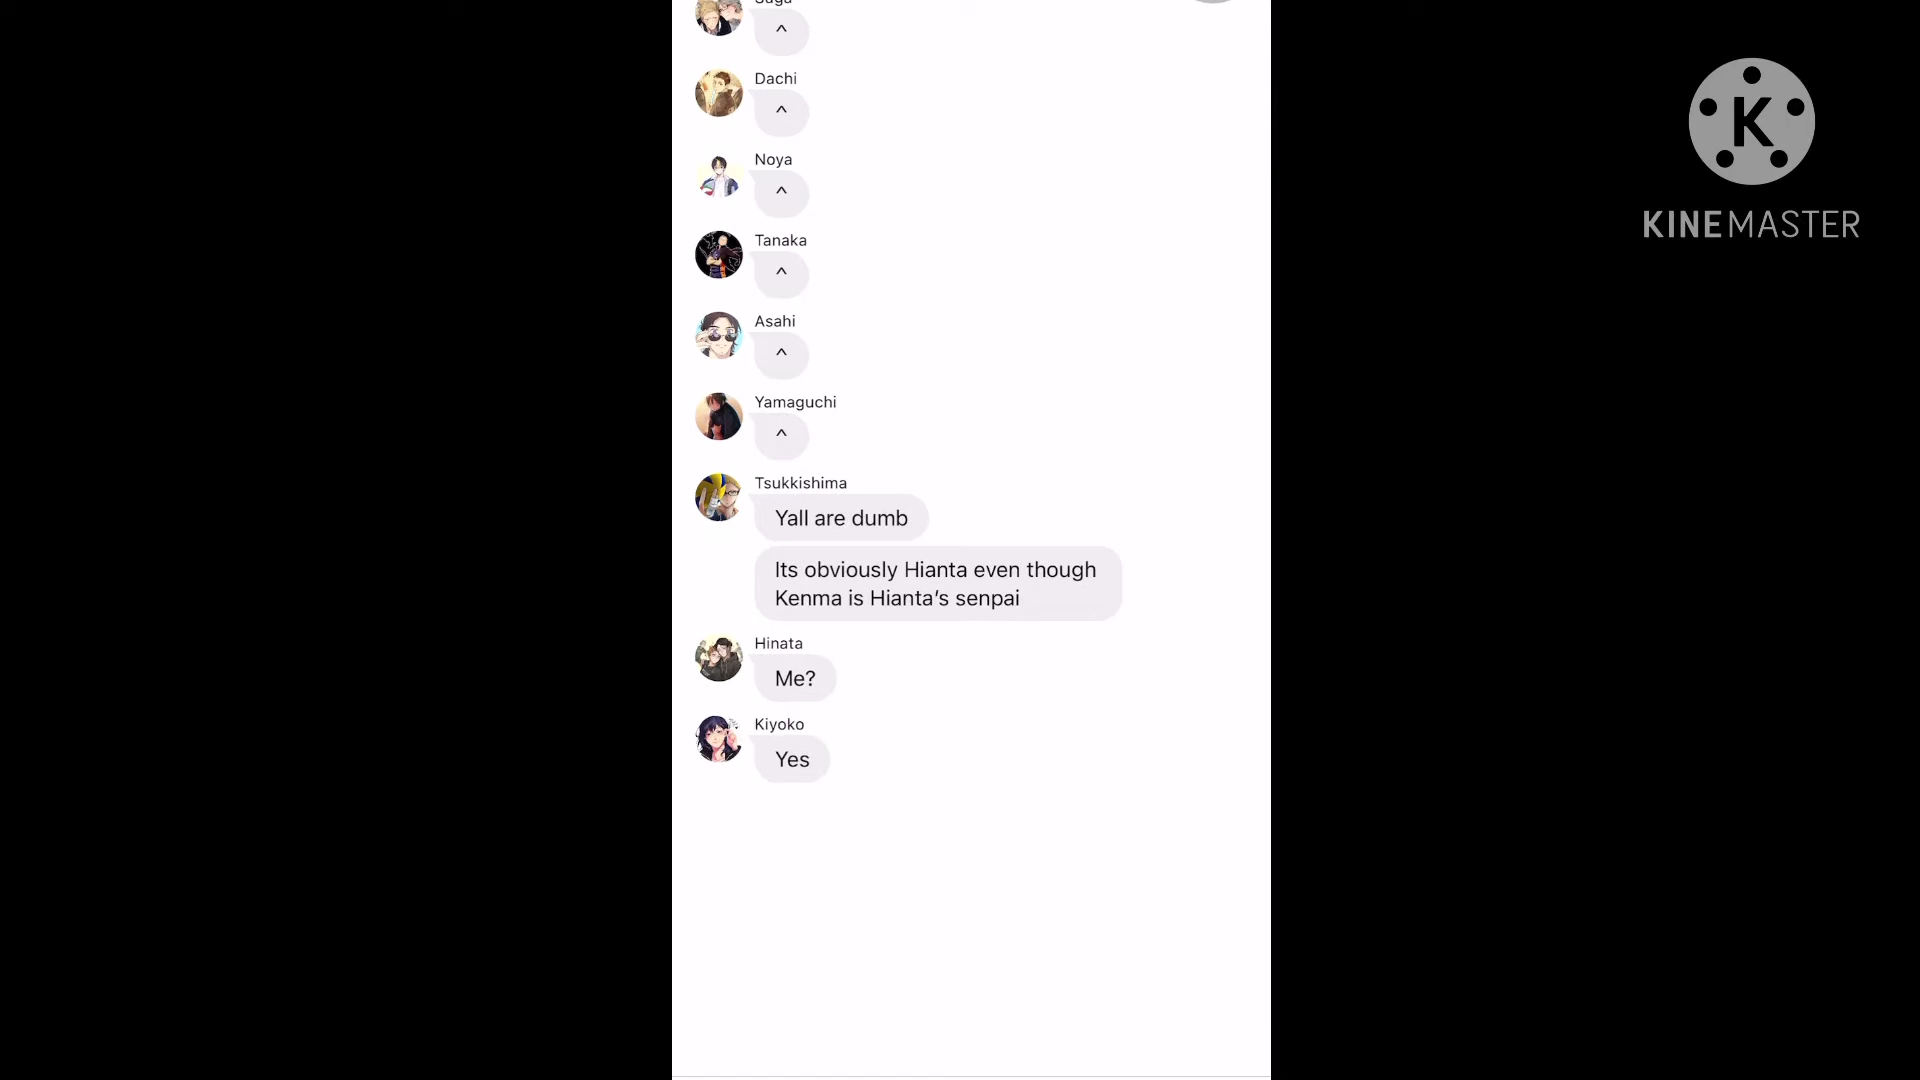 Suga
^
Dachi
^
Noya
^
Tanaka
^
Asahi
^
Yamaguchi
^
Tsukkishima
Yall are dumb
Its obviously Hianta even though
Kenma is Hianta's senpai
Hinata
Me?
Kiyoko
Yes
K
KINEMASTER